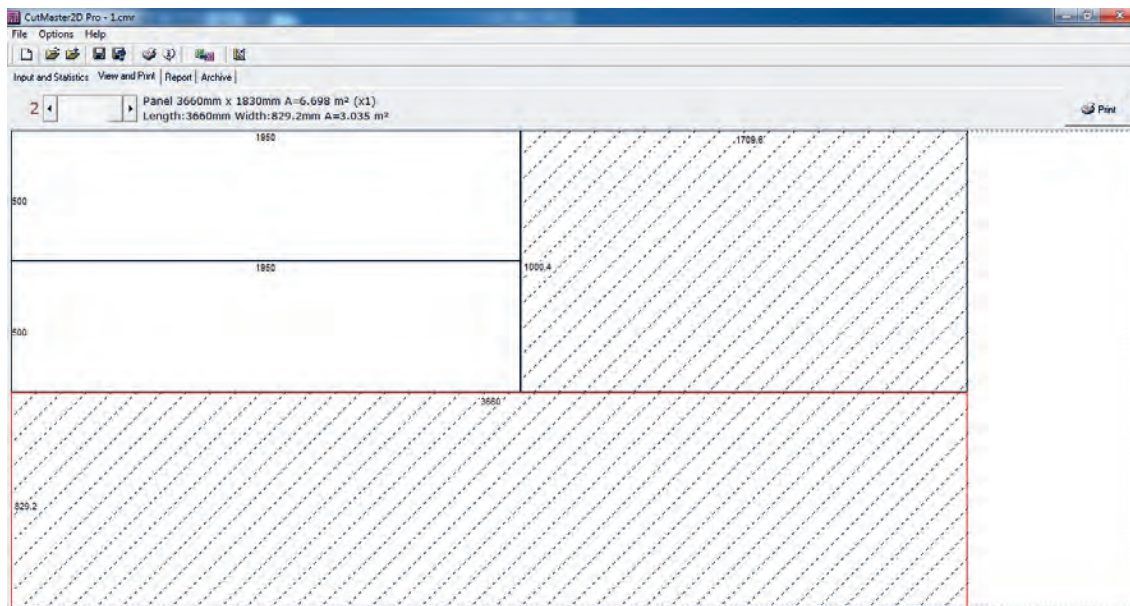 CutMaster2D Pro - 1.cmr
File Options Help
Input and Statistics View and Print Report Archive
2 Panel 3660mm x 1830mm A=6.698 m² (x1)
Length:3660mm Width:829.2mm A=3.035 m²
Print
1950
1709.6
500
1950
1000.4
500
3660
829.2